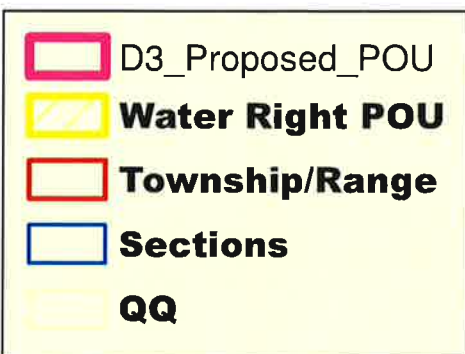 D3_Proposed_POU
Water Right POU
Township/Range
Sections
QQ